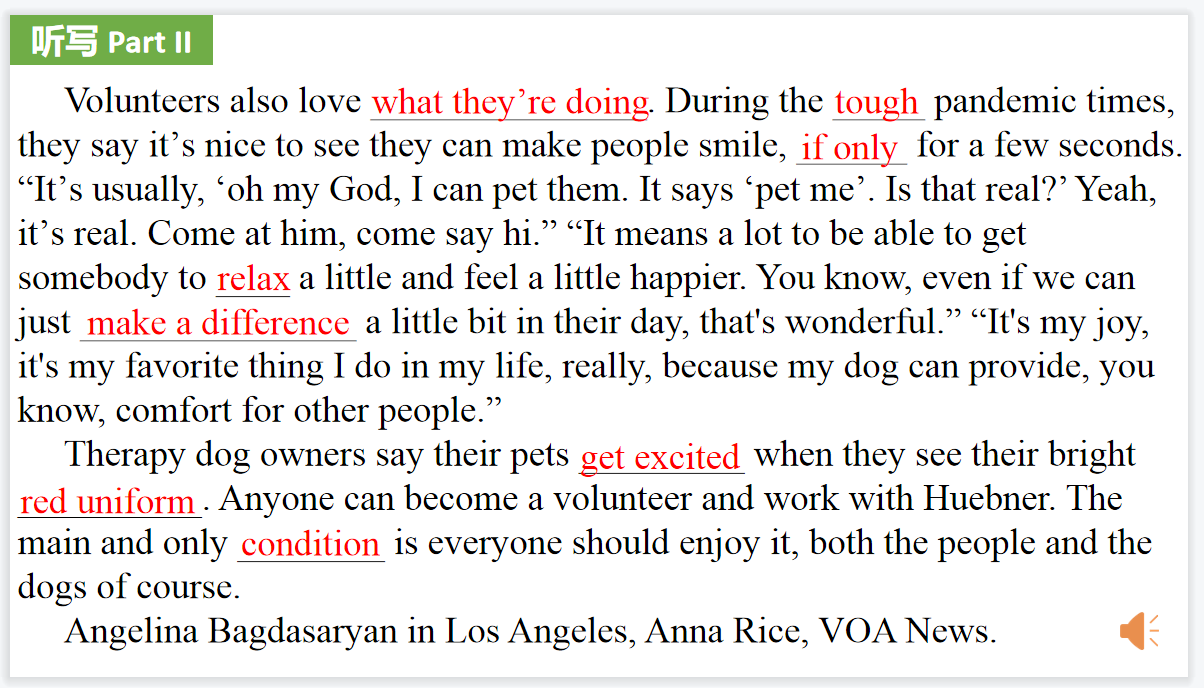 听写 Part II
Volunteers also love what they’re doing. During the tough pandemic times,
they say it’s nice to see they can make people smile, if only for a few seconds.
“It’s usually, ‘oh my God, I can pet them. It says ‘pet me’. Is that real?’ Yeah,
it’s real. Come at him, come say hi.” “It means a lot to be able to get
somebody to relax a little and feel a little happier. You know, even if we can
just make a difference a little bit in their day, that's wonderful.” “It's my joy,
it's my favorite thing I do in my life, really, because my dog can provide, you
know, comfort for other people.”
Therapy dog owners say their pets get excited when they see their bright
red uniform. Anyone can become a volunteer and work with Huebner. The
main and only condition is everyone should enjoy it, both the people and the
dogs of course.
Angelina Bagdasaryan in Los Angeles, Anna Rice, VOA News.